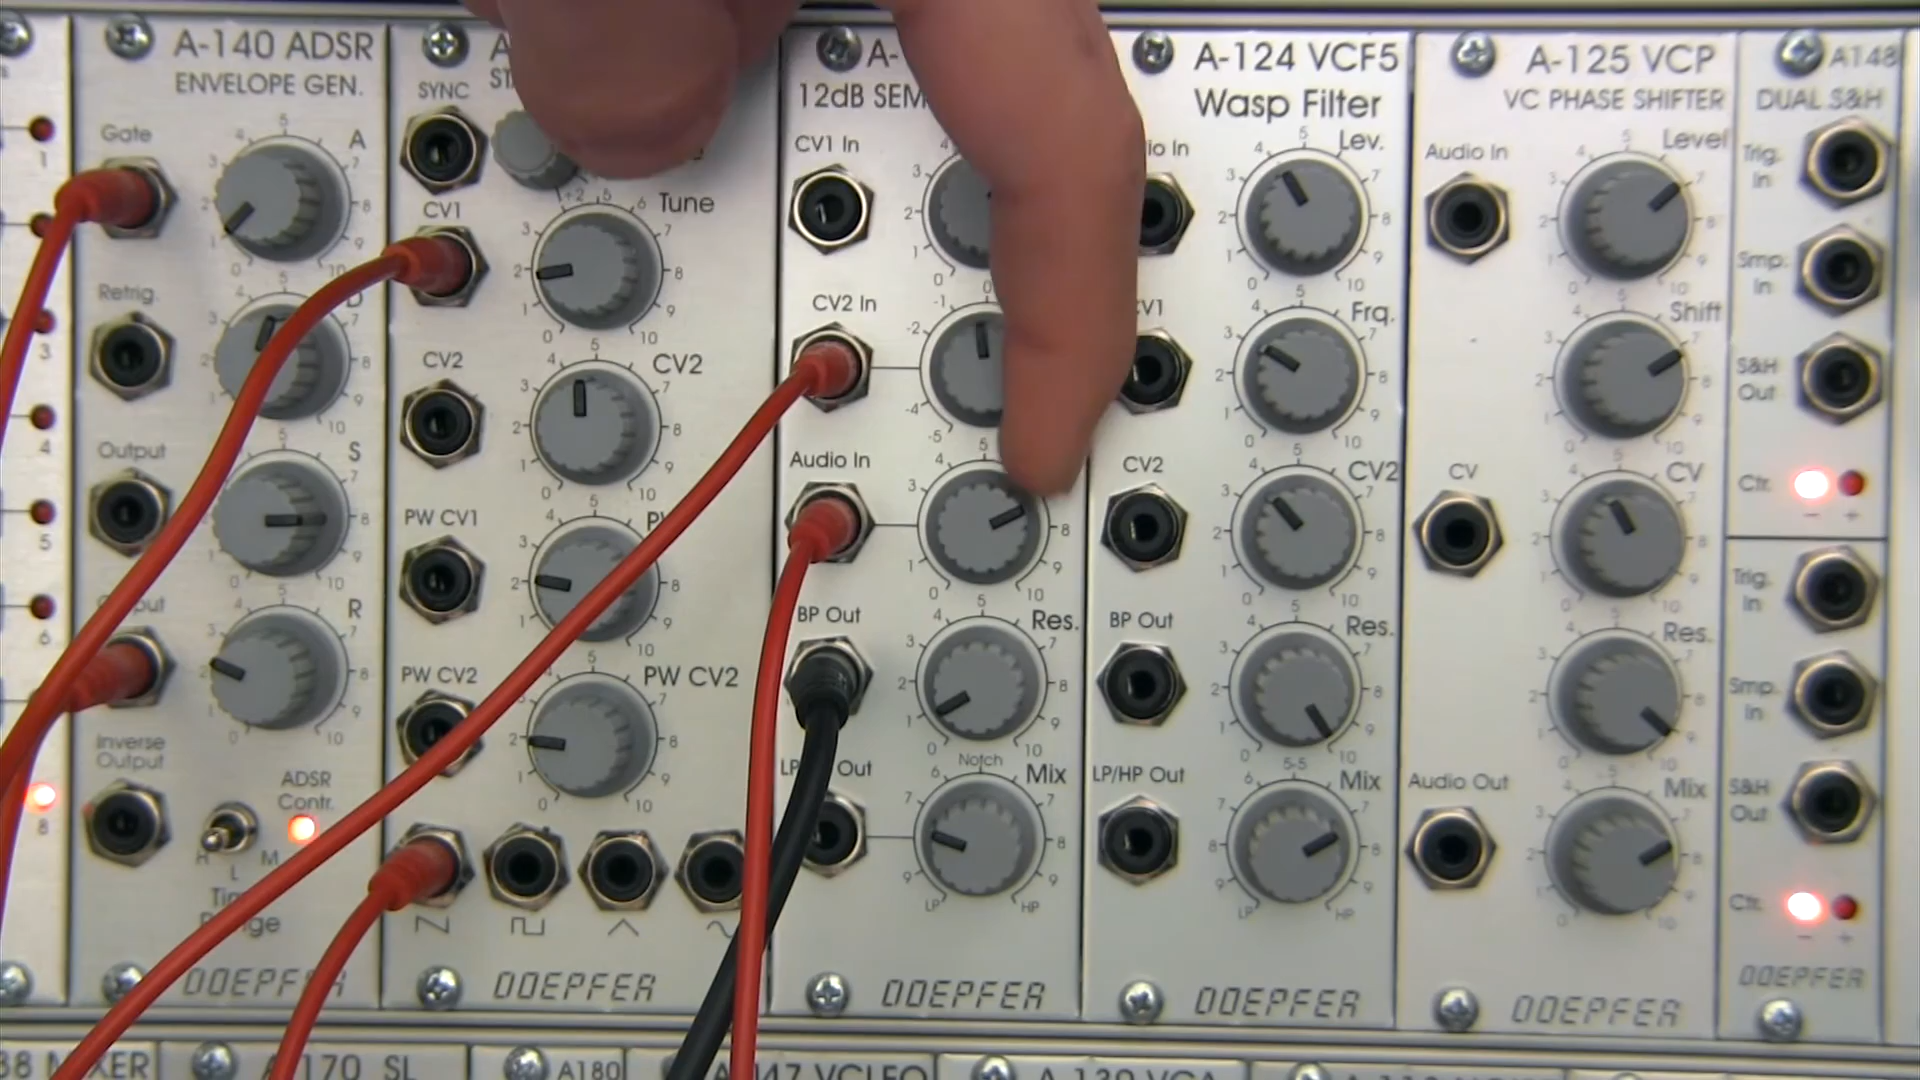 A-140 ADSR
ENVELOPE GEN.
Gate
A
Retrig.
D
Output
S
R
Inverse
Output
ADSR
Contr.
H
M
L
DOEPFER
SYNC
CV1
Tune
CV2
CV2
PW CV1
PW CV2
PW CV2
DOEPFER
12dB SEM
CV1 In
CV2 In
Audio In
BP Out
Res.
Out
Notch
Mix
LP
HP
DOEPFER
A-124 VCF5
Wasp Filter
Lev.
Frq.
CV2
CV2
BP Out
Res.
LP/HP Out
Mix
LP
HP
DOEPFER
A-125 VCP
VC PHASE SHIFTER
Audio In
Level
Shift
CV
CV
Res.
Audio Out
Mix
DOEPFER
A148
DUAL S&H
Trig.
In
Smp.
In
S&H
Out
Ctr.
- +
Trig.
In
Smp.
In
S&H
Out
Ctr.
- +
DOEPFER
A-170 SL
A180